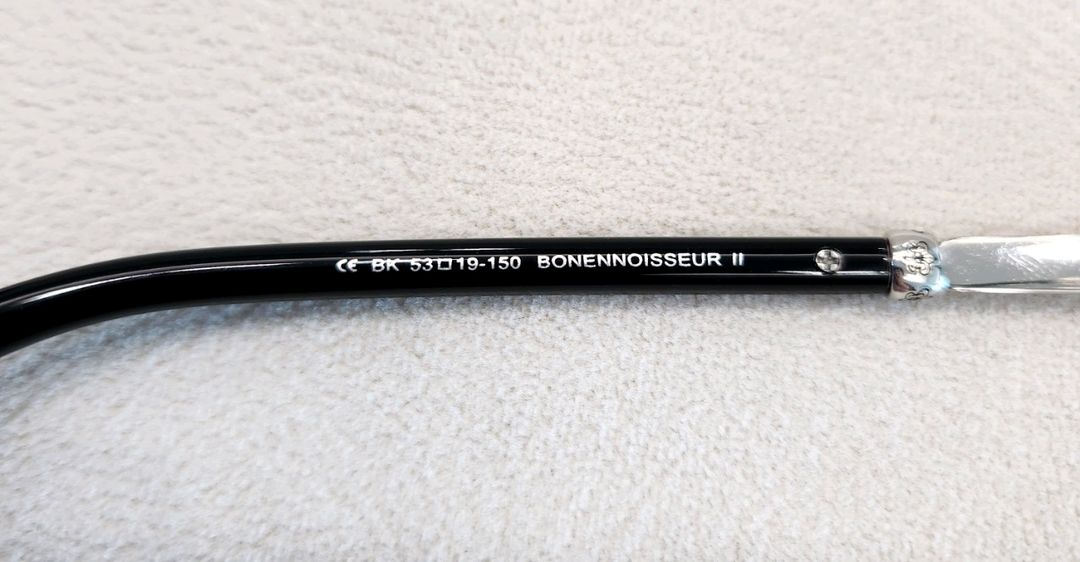 CE BK 53□19-150 BONENNOISSEUR II